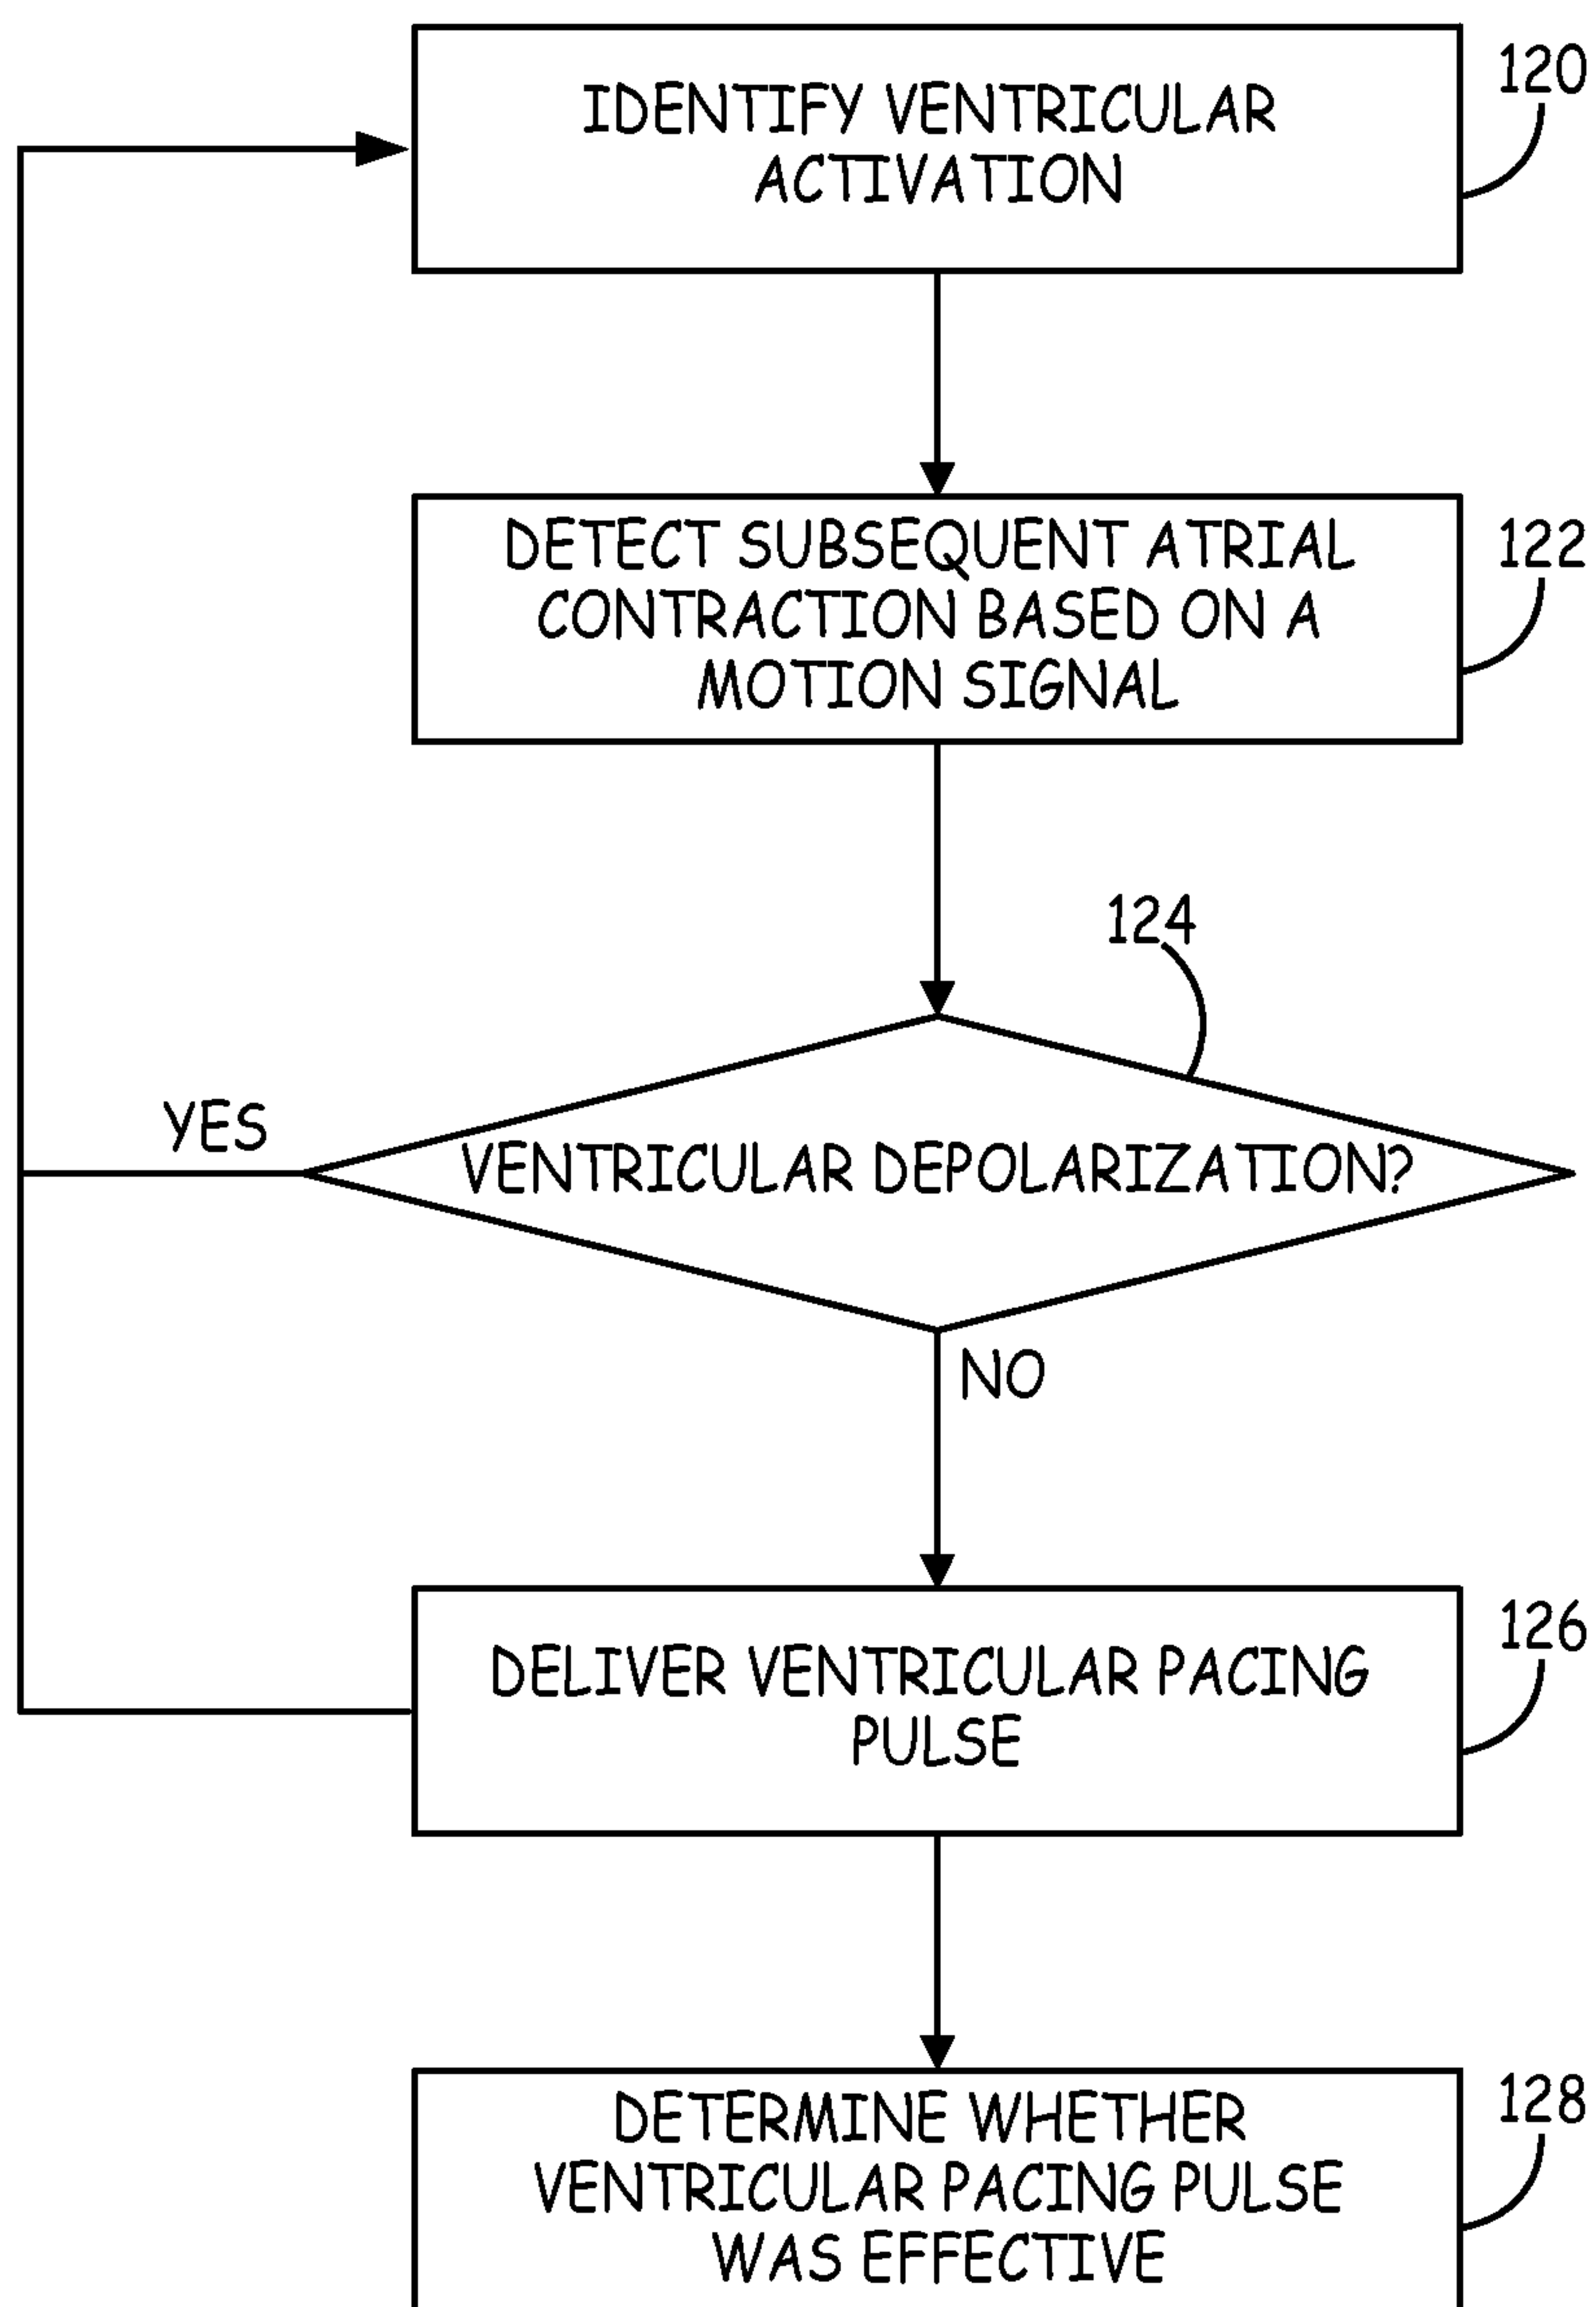 IDENTIFY VENTRICULAR
ACTIVATION
120
DETECT SUBSEQUENT ATRIAL
CONTRACTION BASED ON A
MOTION SIGNAL
122
124
VENTRICULAR DEPOLARIZATION?
YES
NO
DELIVER VENTRICULAR PACING
PULSE
126
DETERMINE WHETHER
VENTRICULAR PACING PULSE
WAS EFFECTIVE
128